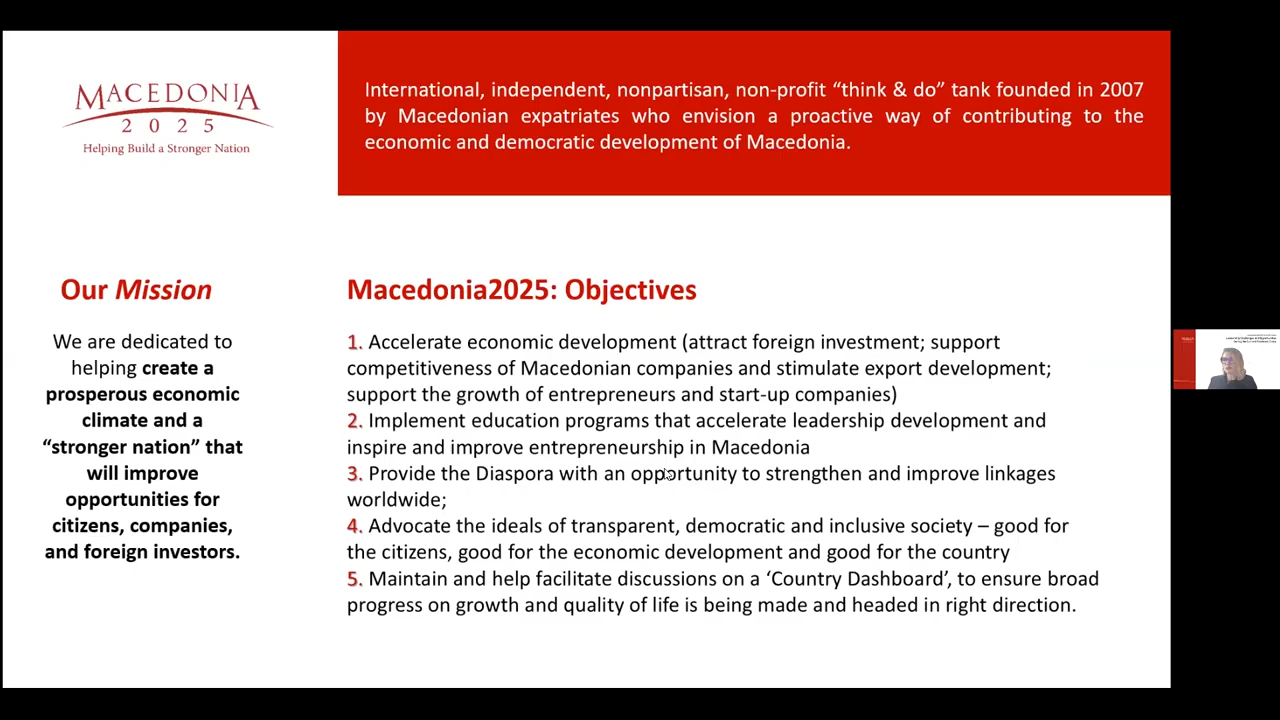 MACEDONIA
2025
Helping Build a Stronger Nation
International, independent, nonpartisan, non-profit “think & do” tank founded in 2007
by Macedonian expatriates who envision a proactive way of contributing to the
economic and democratic development of Macedonia.
Our Mission
We are dedicated to
helping create a
prosperous economic
climate and a
“stronger nation” that
will improve
opportunities for
citizens, companies,
and foreign investors.
Macedonia2025: Objectives
1. Accelerate economic development (attract foreign investment; support
competitiveness of Macedonian companies and stimulate export development;
support the growth of entrepreneurs and start-up companies)
2. Implement education programs that accelerate leadership development and
inspire and improve entrepreneurship in Macedonia
3. Provide the Diaspora with an opportunity to strengthen and improve linkages
worldwide;
4. Advocate the ideals of transparent, democratic and inclusive society – good for
the citizens, good for the economic development and good for the country
5. Maintain and help facilitate discussions on a ‘Country Dashboard’, to ensure broad
progress on growth and quality of life is being made and headed in right direction.